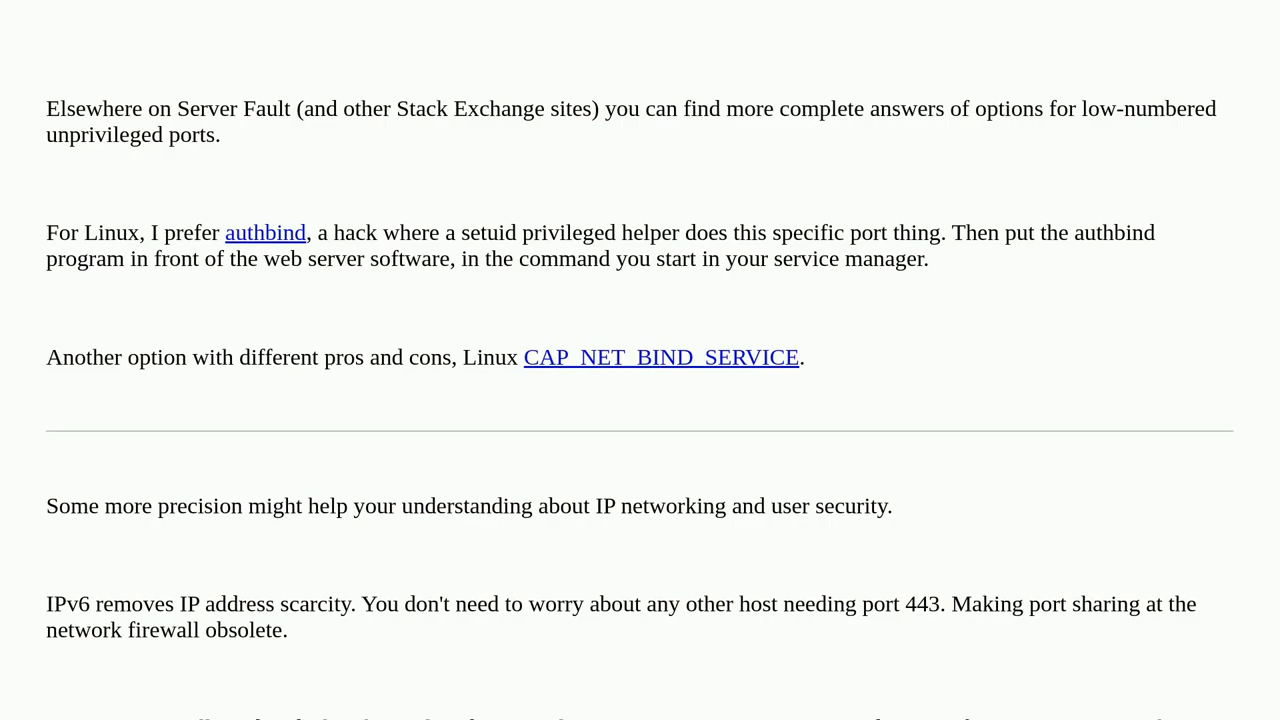 Elsewhere on Server Fault (and other Stack Exchange sites) you can find more complete answers of options for low-numbered
unprivileged ports.
For Linux, I prefer authbind, a hack where a setuid privileged helper does this specific port thing. Then put the authbind
program in front of the web server software, in the command you start in your service manager.
Another option with different pros and cons, Linux CAP_NET_BIND_SERVICE.
Some more precision might help your understanding about IP networking and user security.
IPv6 removes IP address scarcity. You don't need to worry about any other host needing port 443. Making port sharing at the
network firewall obsolete.